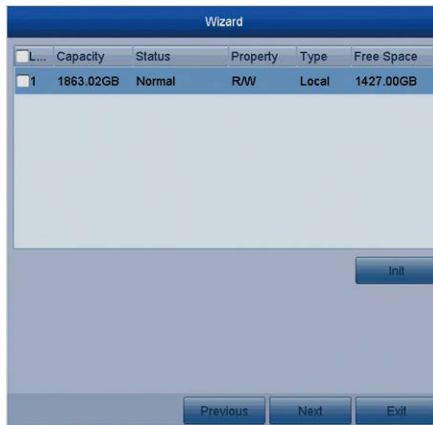 Wizard
L... Capacity Status Property Type Free Space
1 1863.02GB Normal R/W Local 1427.00GB
Init
Previous Next Exit